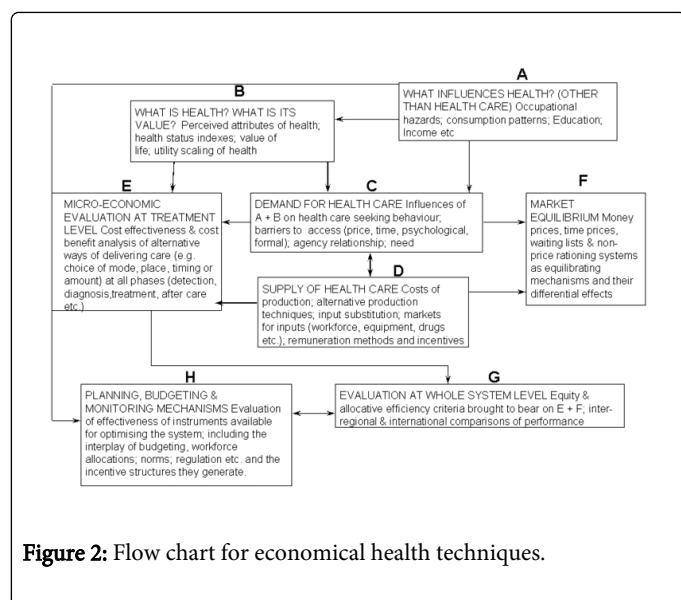 A
WHAT INFLUENCES HEALTH? (OTHER
THAN HEALTH CARE) Occupational
hazards; consumption patterns; Education;
Income etc
B
WHAT IS HEALTH? WHAT IS ITS
VALUE? Perceived attributes of health;
health status indexes; value of
life; utility scaling of health
E
MICRO-ECONOMIC
EVALUATION AT TREATMENT
LEVEL Cost effectiveness & cost
benefit analysis of alternative
ways of delivering care (e.g.
choice of mode, place, timing or
amount) at all phases (detection,
diagnosis,treatment, after care
etc.)
C
DEMAND FOR HEALTH CARE Influences of
A + B on health care seeking behaviour;
barriers to access (price, time, psychological,
formal); agency relationship; need
F
MARKET
EQUILIBRIUM Money
prices, time prices,
waiting lists & non-
price rationing systems
as equilibrating
mechanisms and their
differential effects
D
SUPPLY OF HEALTH CARE Costs of
production; alternative production
techniques; input substitution; markets
for inputs (workforce, equipment, drugs
etc.); remuneration methods and incentives
H
PLANNING, BUDGETING &
MONITORING MECHANISMS Evaluation
of effectiveness of instruments available
for optimising the system; including the
interplay of budgeting, workforce
allocations; norms; regulation etc. and the
incentive structures they generate.
G
EVALUATION AT WHOLE SYSTEM LEVEL Equity &
allocative efficiency criteria brought to bear on E + F; inter-
regional & international comparisons of performance
Figure 2: Flow chart for economical health techniques.